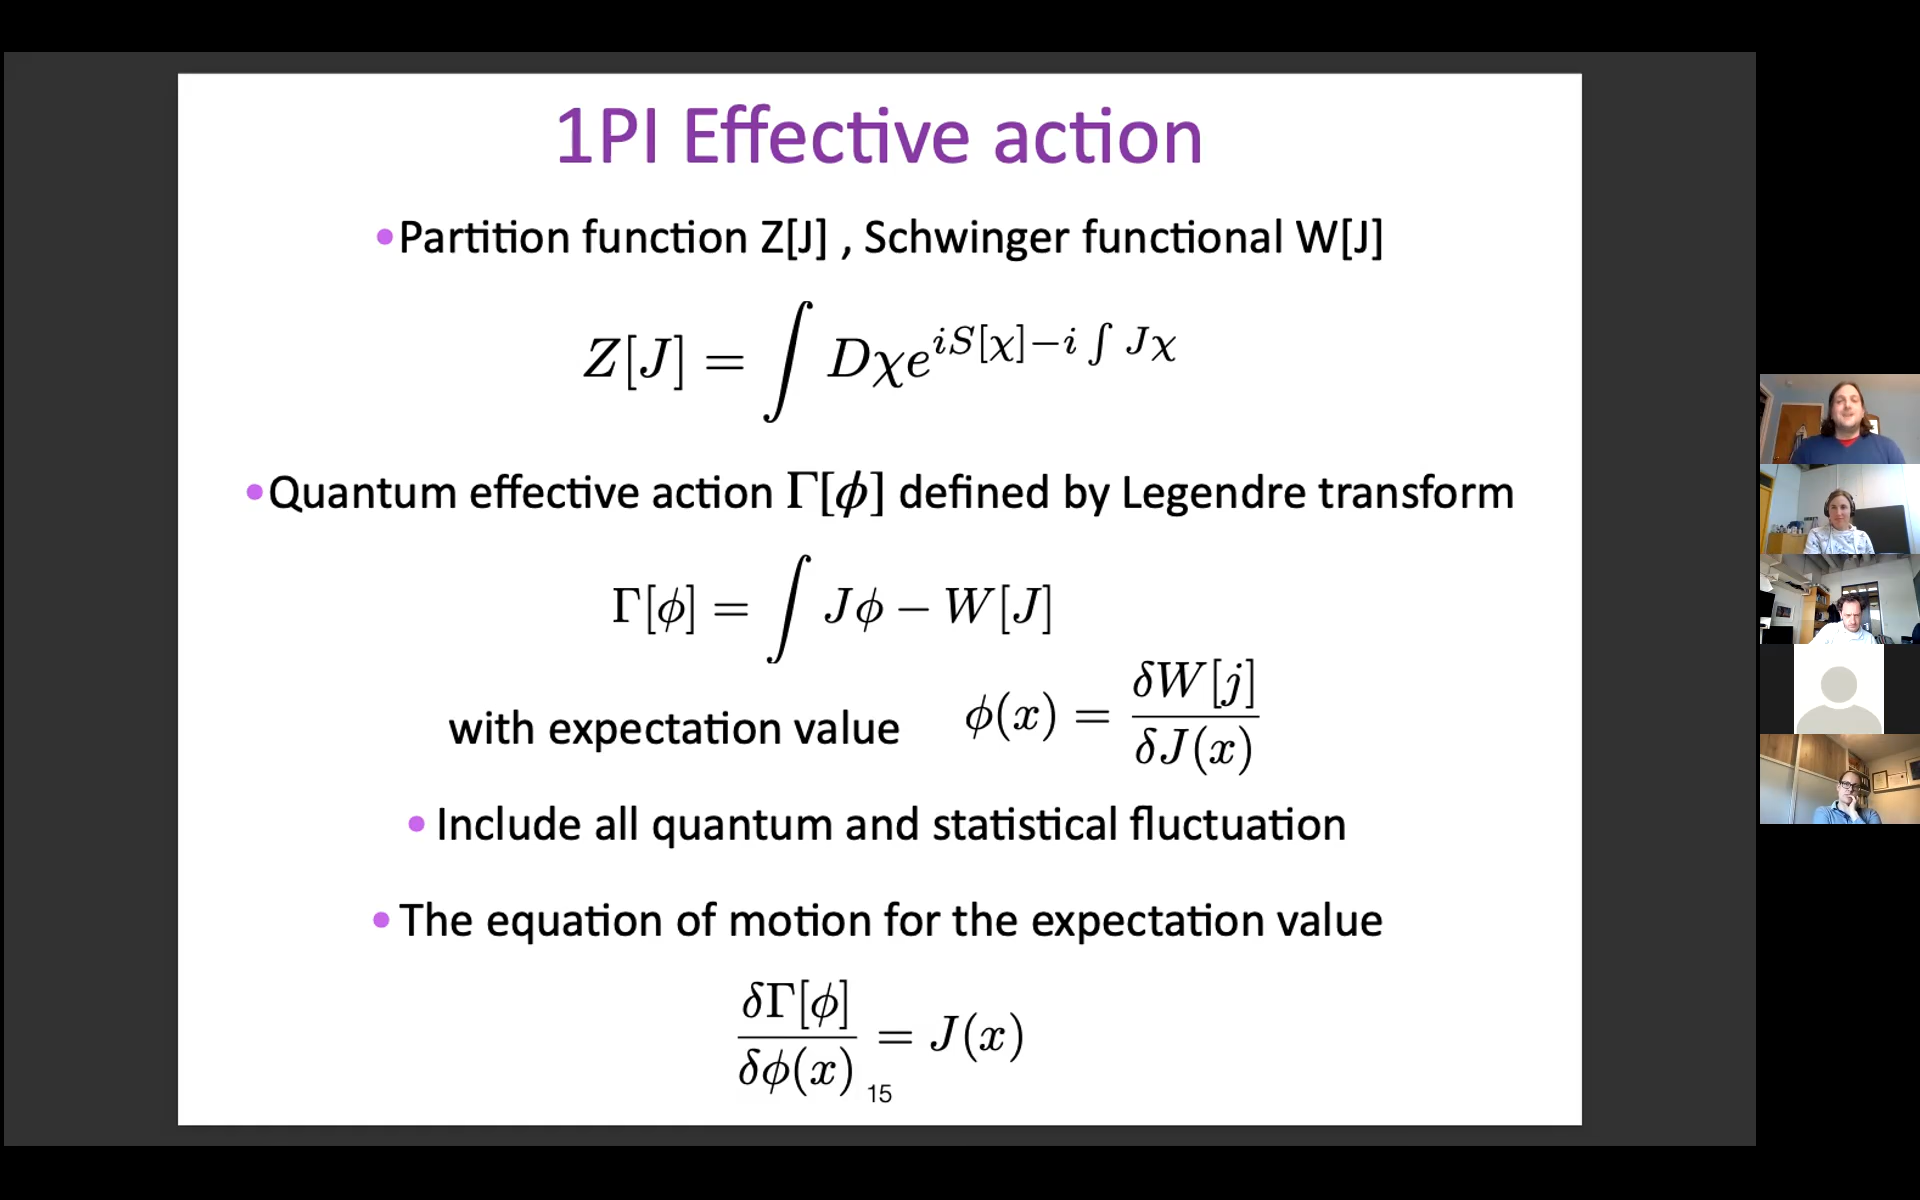 1PI Effective action
•Partition function Z[J] , Schwinger functional W[J]
Z[J] = ∫ Dχe^{iS[χ]−i∫Jχ}
•Quantum effective action Γ[ϕ] defined by Legendre transform
Γ[ϕ] = ∫ Jϕ − W[J]
with expectation value ϕ(x) = δW[j] / δJ(x)
• Include all quantum and statistical fluctuation
• The equation of motion for the expectation value
δΓ[ϕ] / δϕ(x) = J(x)
15